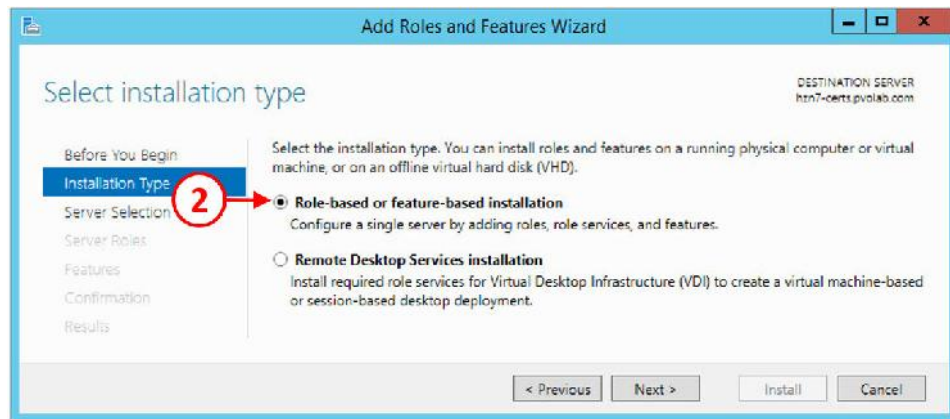 Add Roles and Features Wizard
Select installation type
DESTINATION SERVER
hzn7-certs.pvolab.com
Before You Begin
Installation Type
Server Selection
Server Roles
Features
Confirmation
Results
2
Select the installation type. You can install roles and features on a running physical computer or virtual
machine, or on an offline virtual hard disk (VHD).
Role-based or feature-based installation
Configure a single server by adding roles, role services, and features.
Remote Desktop Services installation
Install required role services for Virtual Desktop Infrastructure (VDI) to create a virtual machine-based
or session-based desktop deployment.
< Previous Next > Install Cancel